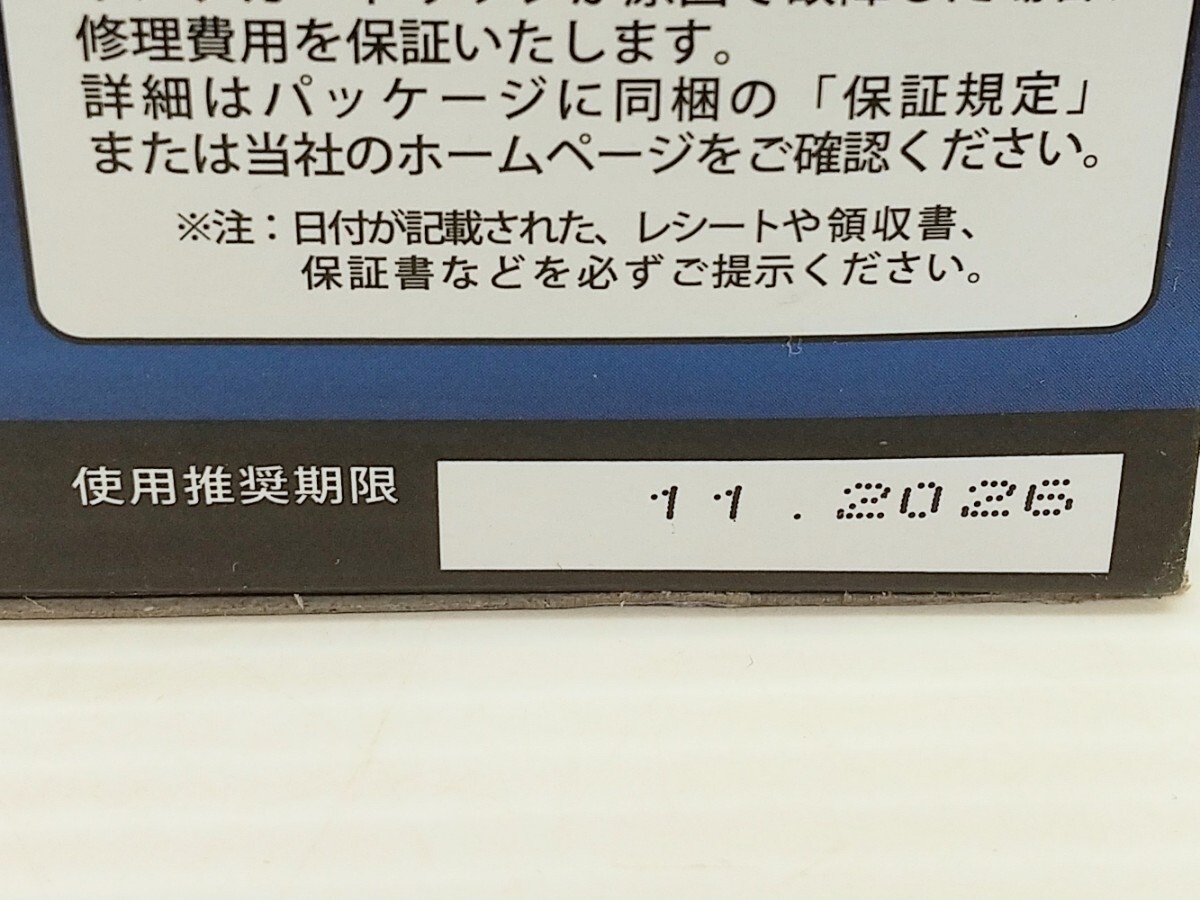 修理費用を保証いたします。
詳細はパッケージに同梱の「保証規定」
または当社のホームページをご確認ください。
※注：日付が記載された、レシートや領収書、
保証書などを必ずご提示ください。
使用推奨期限 11.2026